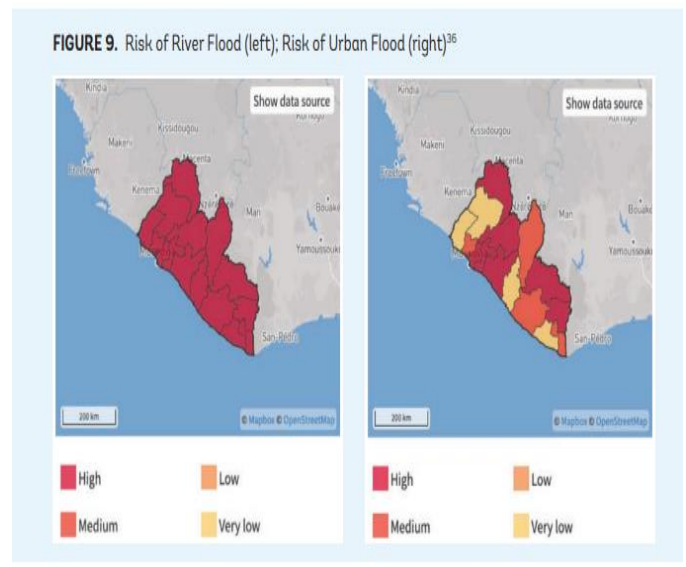 FIGURE 9. Risk of River Flood (left); Risk of Urban Flood (right)36
Kindia
Show data source
Kissidougou
Makeni
Macenta
Freetown
Kenema
Nzérékoré
Man
Bouaké
Yamoussoukro
San-Pédro
200 km
© Mapbox © OpenStreetMap
High
Low
Medium
Very low
Kindia
Show data source
Kissidougou
Makeni
Macenta
Kenema
Man
Bouaké
San-Pédro
200 km
© Mapbox © OpenStreetMap
High
Low
Medium
Very low